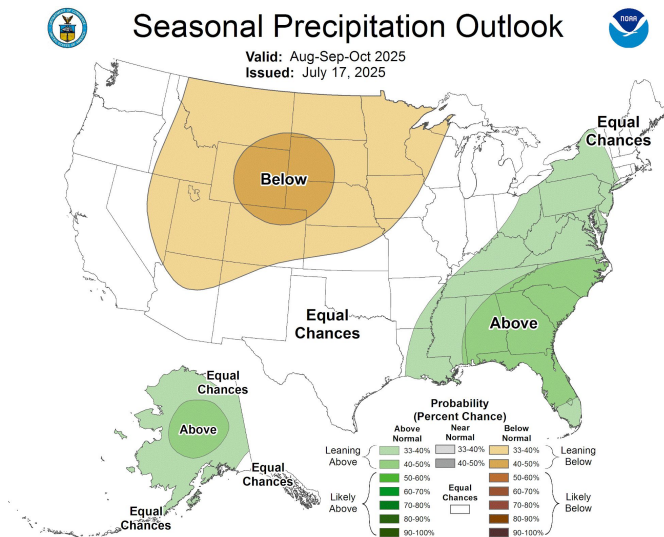 Seasonal Precipitation Outlook
NOAA
Valid: Aug-Sep-Oct 2025
Issued: July 17, 2025
Equal
Chances
Below
Equal
Chances
Above
Equal
Chances
Above
Equal
Chances
Equal
Chances
Probability
(Percent Chance)
Above
Normal
Near
Normal
Below
Normal
Leaning
Above
33-40%
33-40%
33-40%
Leaning
Below
40-50%
40-50%
40-50%
Likely
Above
50-60%
Equal
Chances
50-60%
Likely
Below
60-70%
60-70%
70-80%
70-80%
80-90%
80-90%
90-100%
90-100%